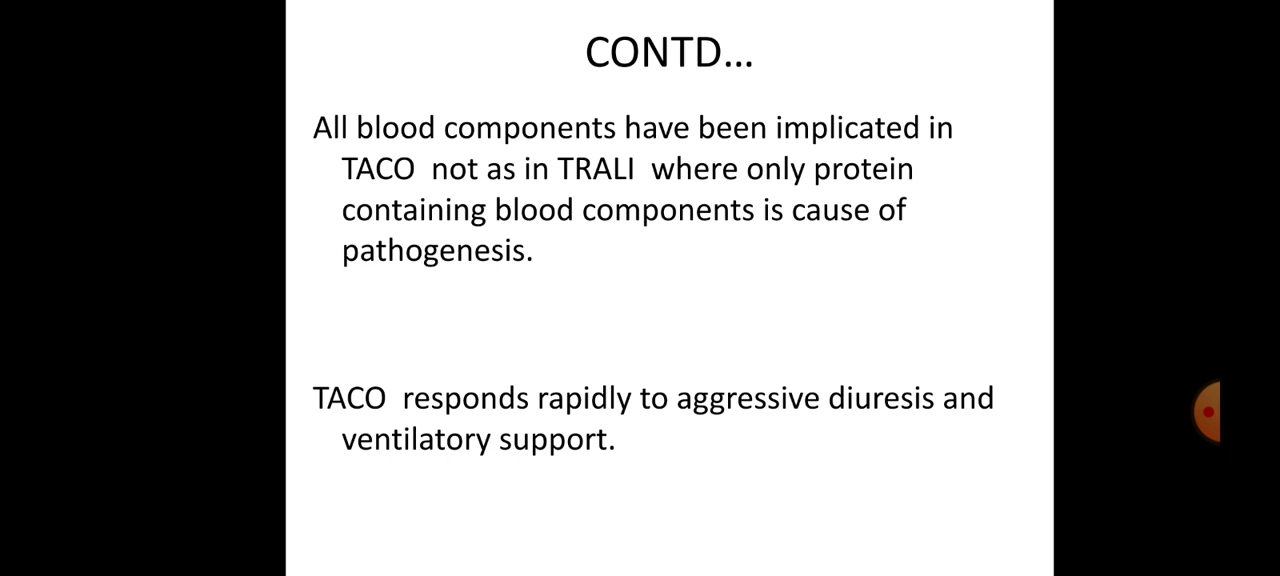 CONTD...
All blood components have been implicated in
TACO not as in TRALI where only protein
containing blood components is cause of
pathogenesis.
TACO responds rapidly to aggressive diuresis and
ventilatory support.